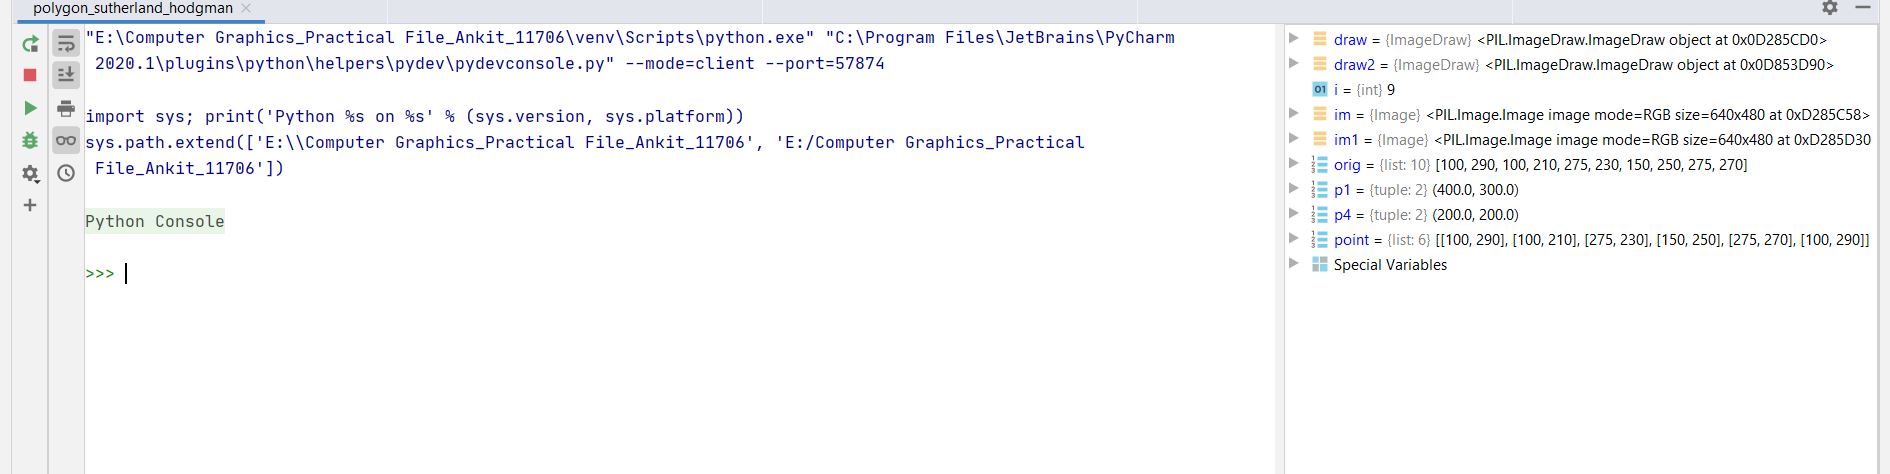 polygon_sutherland_hodgman
"E:\Computer Graphics_Practical File_Ankit_11706\venv\Scripts\python.exe" "C:\Program Files\JetBrains\PyCharm
2020.1\plugins\python\helpers\pydev\pydevconsole.py" --mode=client --port=57874
import sys; print('Python %s on %s' % (sys.version, sys.platform))
sys.path.extend(['E:\\Computer Graphics_Practical File_Ankit_11706', 'E:/Computer Graphics_Practical
File_Ankit_11706'])
Python Console
>>>
draw = {ImageDraw} <PIL.ImageDraw.ImageDraw object at 0x0D285CD0>
draw2 = {ImageDraw} <PIL.ImageDraw.ImageDraw object at 0x0D853D90>
01 i = {int} 9
im = {Image} <PIL.Image.Image image mode=RGB size=640x480 at 0xD285C58>
im1 = {Image} <PIL.Image.Image image mode=RGB size=640x480 at 0xD285D30
orig = {list: 10} [100, 290, 100, 210, 275, 230, 150, 250, 275, 270]
p1 = {tuple: 2} (400.0, 300.0)
p4 = {tuple: 2} (200.0, 200.0)
point = {list: 6} [[100, 290], [100, 210], [275, 230], [150, 250], [275, 270], [100, 290]]
Special Variables